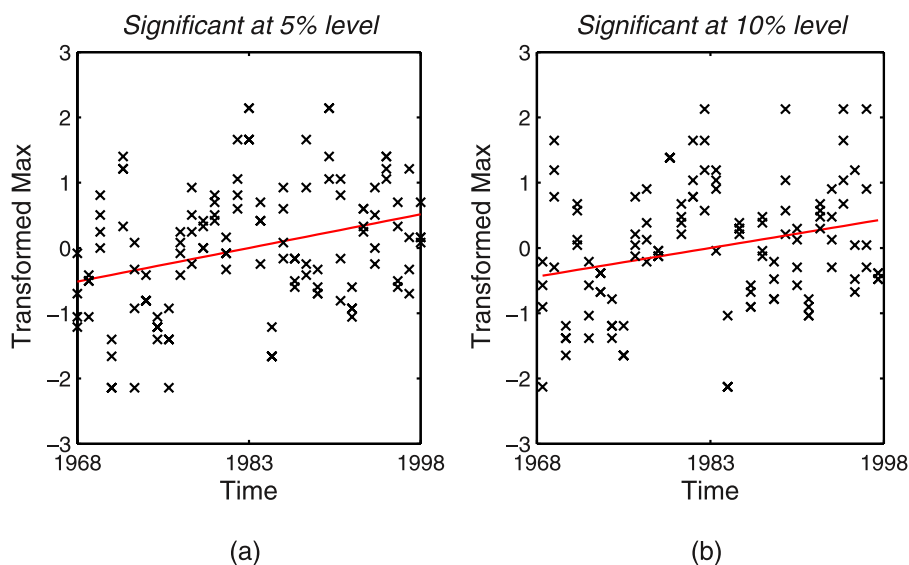 Significant at 5% level
3
2
1
0
−1
−2
−3
Transformed Max
1968
1983
1998
Time
(a)
Significant at 10% level
3
2
1
0
−1
−2
−3
Transformed Max
1968
1983
1998
Time
(b)